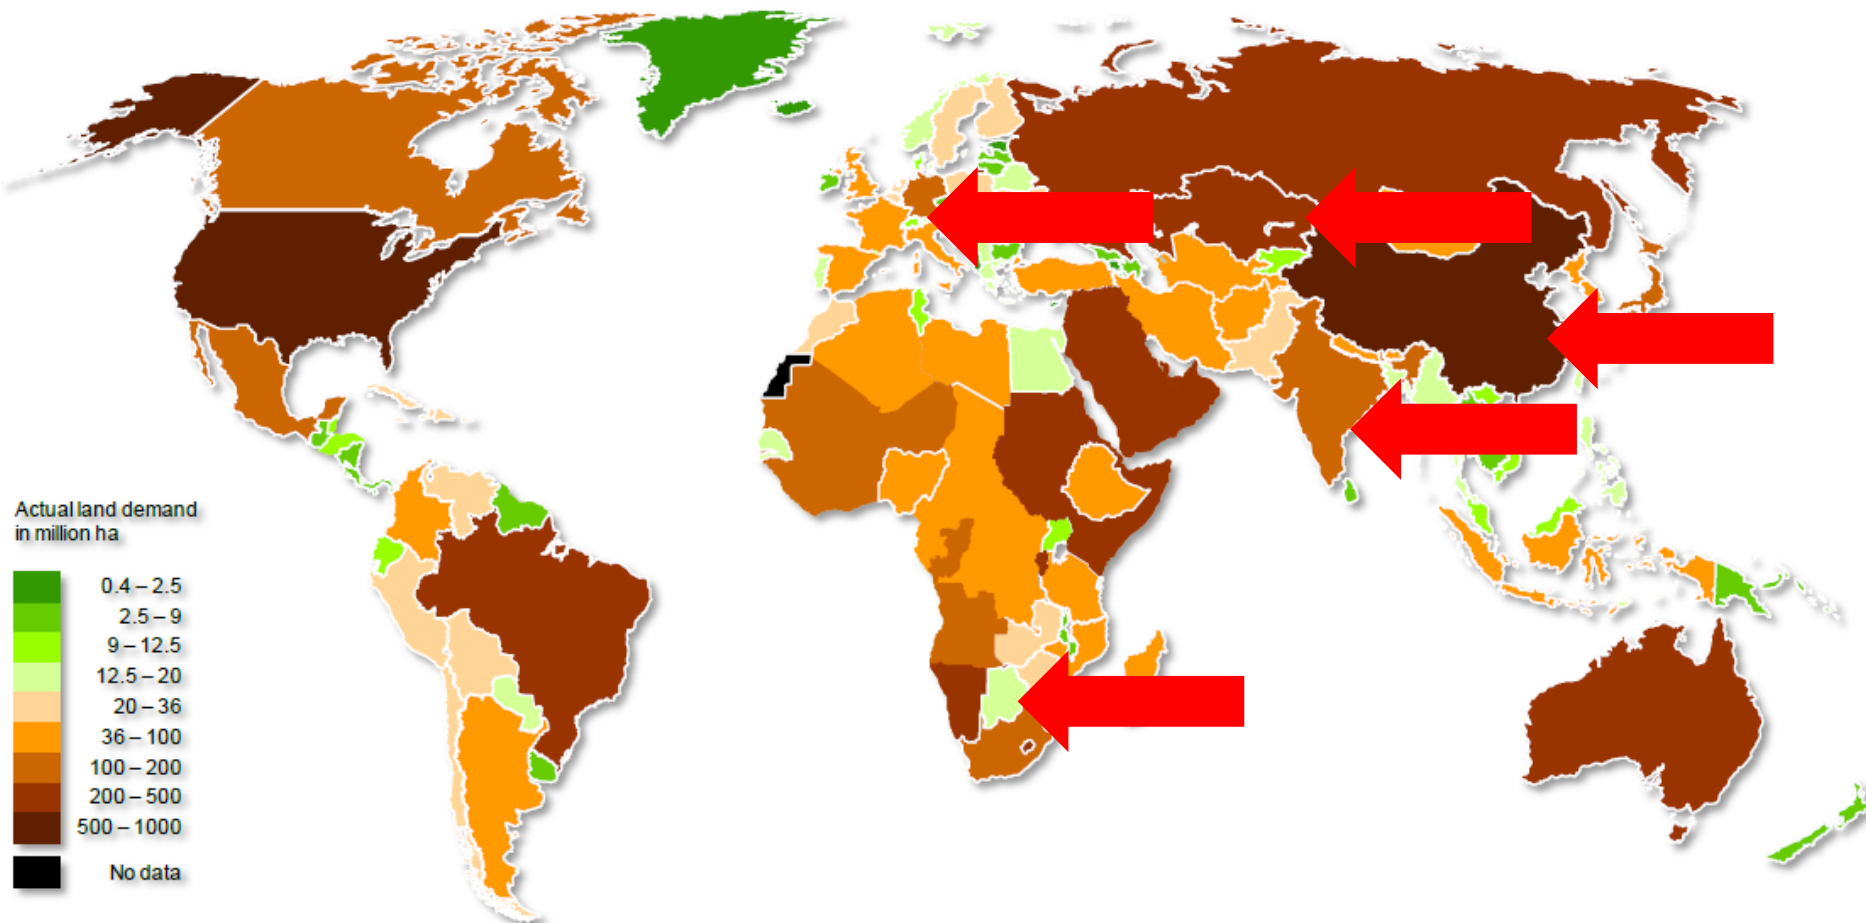 Actual land demand
in million ha
0.4 – 2.5
2.5 – 9
9 – 12.5
12.5 – 20
20 – 36
36 – 100
100 – 200
200 – 500
500 – 1000
No data